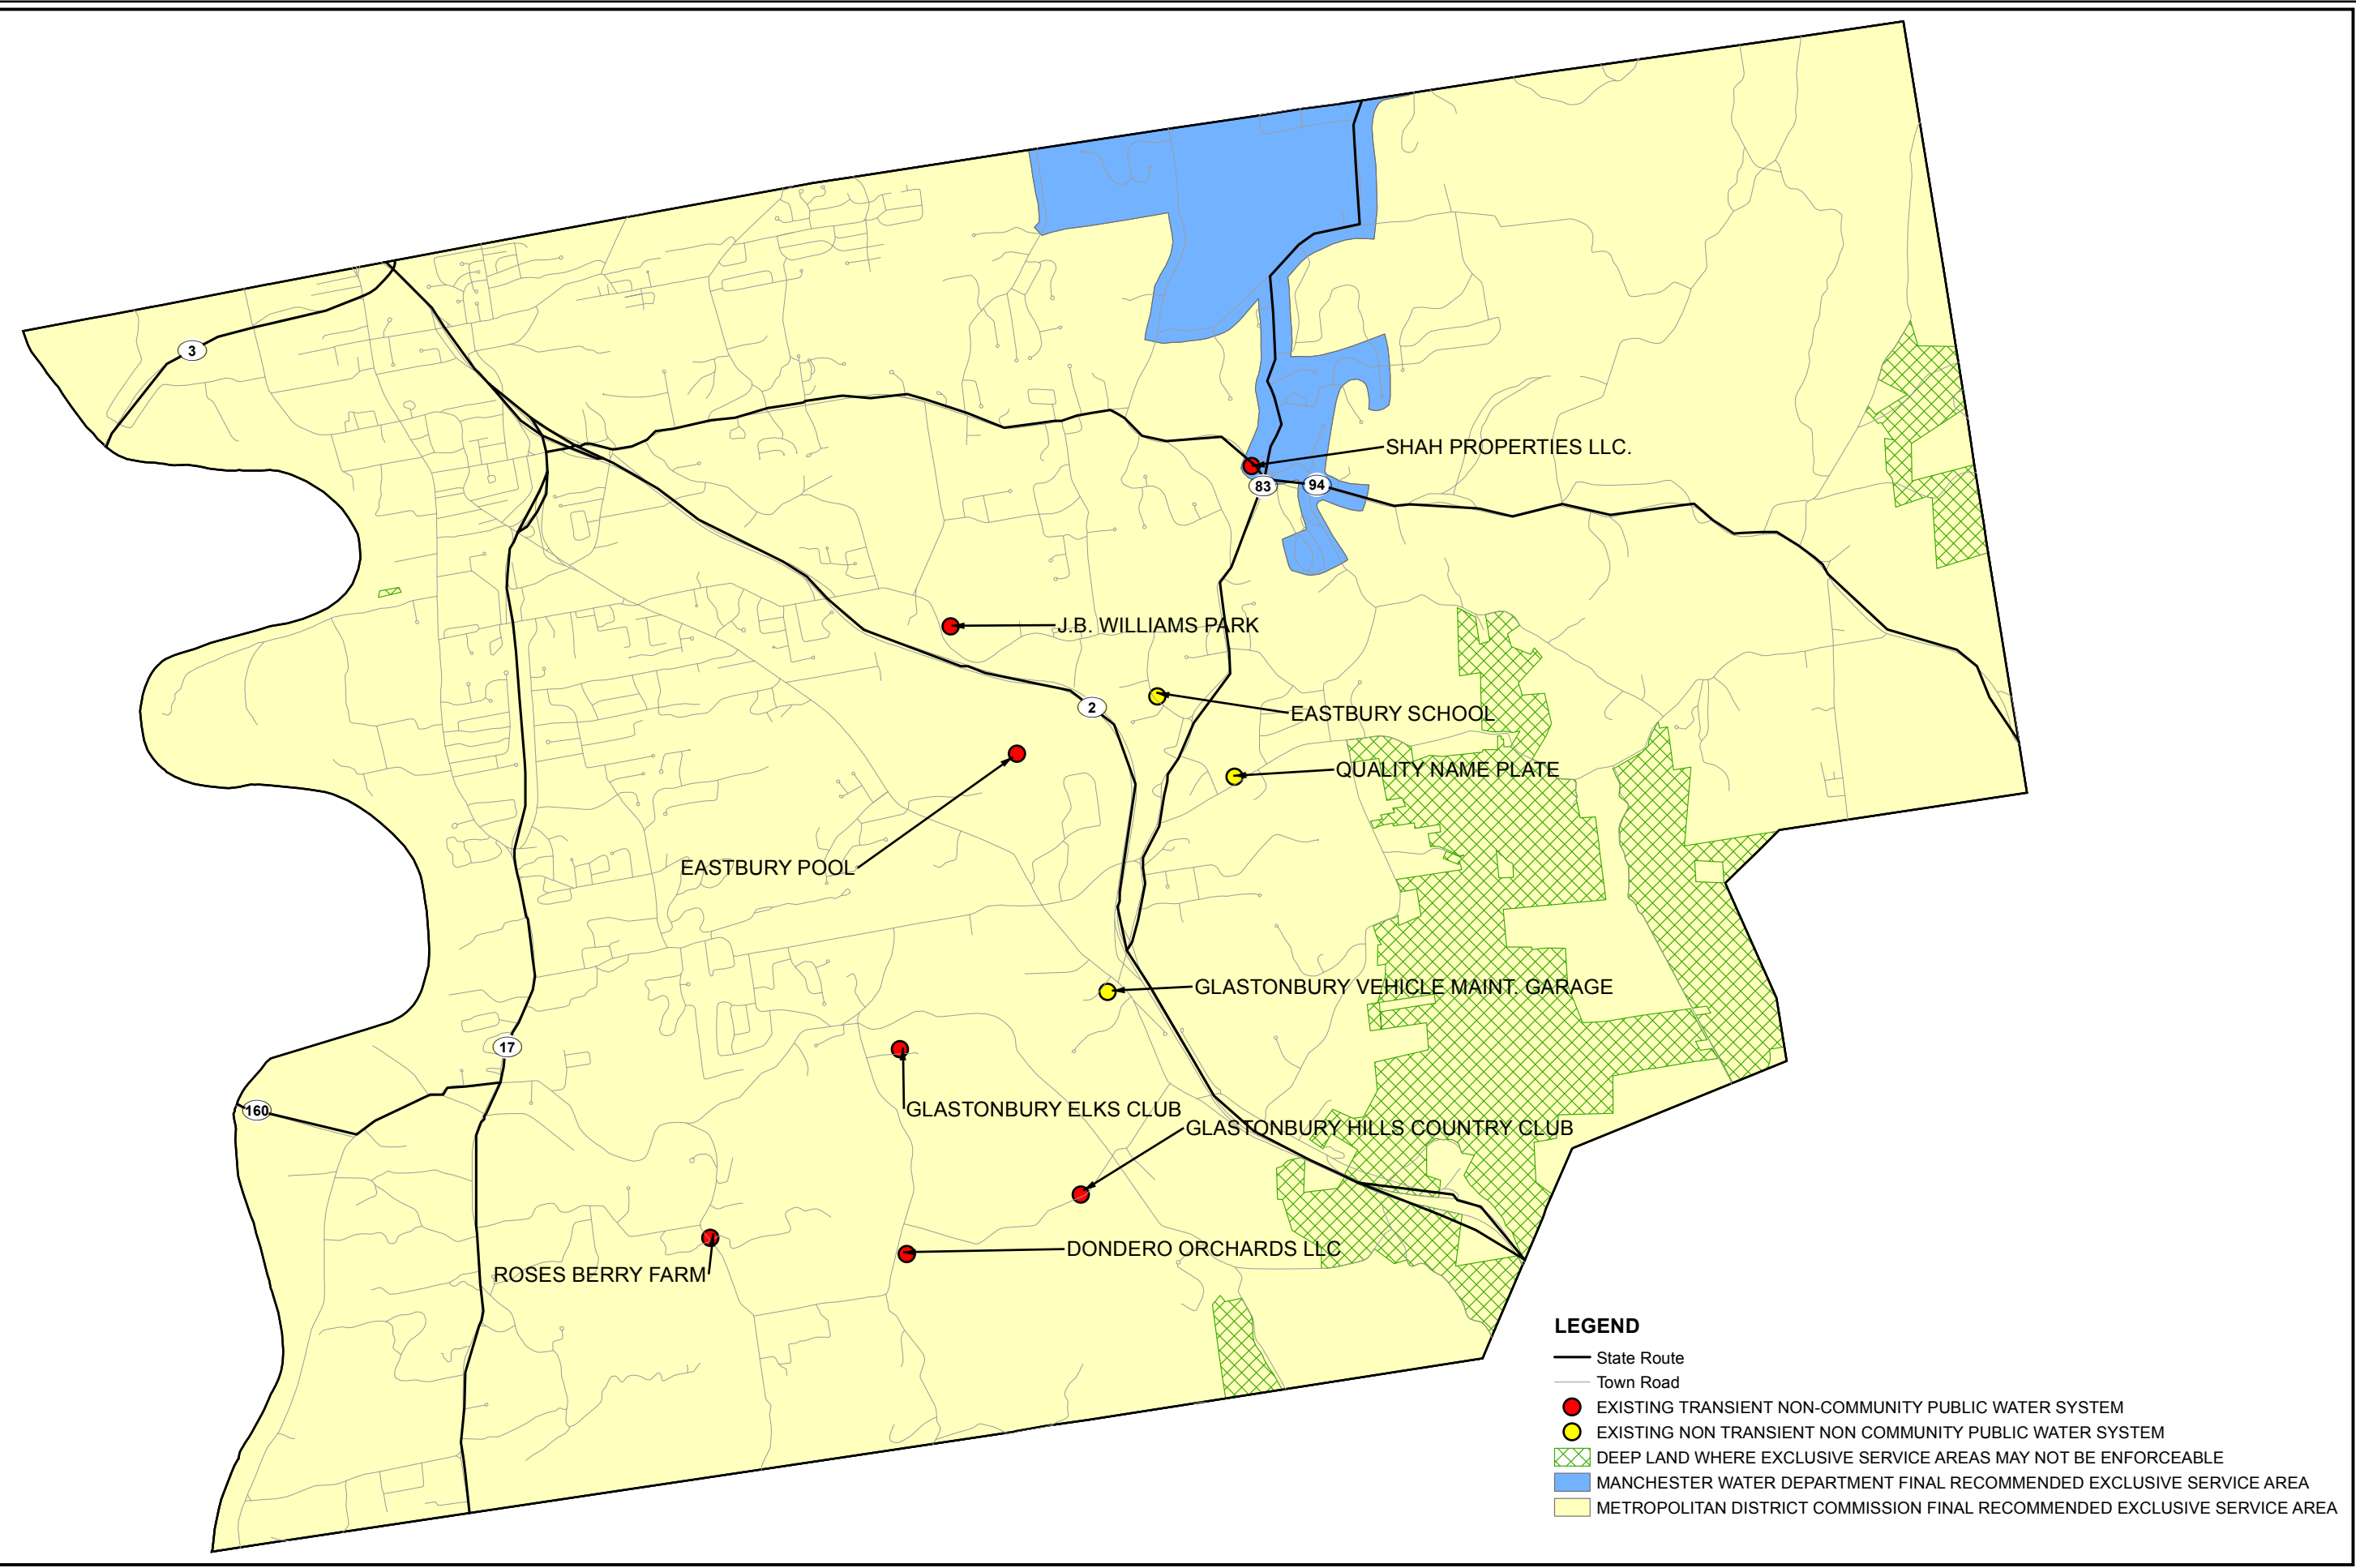 3
SHAH PROPERTIES LLC.
83
94
J.B. WILLIAMS PARK
2
EASTBURY SCHOOL
QUALITY NAME PLATE
EASTBURY POOL
GLASTONBURY VEHICLE MAINT. GARAGE
17
160
GLASTONBURY ELKS CLUB
GLASTONBURY HILLS COUNTRY CLUB
DONDERO ORCHARDS LLC
ROSES BERRY FARM
LEGEND
State Route
Town Road
EXISTING TRANSIENT NON-COMMUNITY PUBLIC WATER SYSTEM
EXISTING NON TRANSIENT NON COMMUNITY PUBLIC WATER SYSTEM
DEEP LAND WHERE EXCLUSIVE SERVICE AREAS MAY NOT BE ENFORCEABLE
MANCHESTER WATER DEPARTMENT FINAL RECOMMENDED EXCLUSIVE SERVICE AREA
METROPOLITAN DISTRICT COMMISSION FINAL RECOMMENDED EXCLUSIVE SERVICE AREA